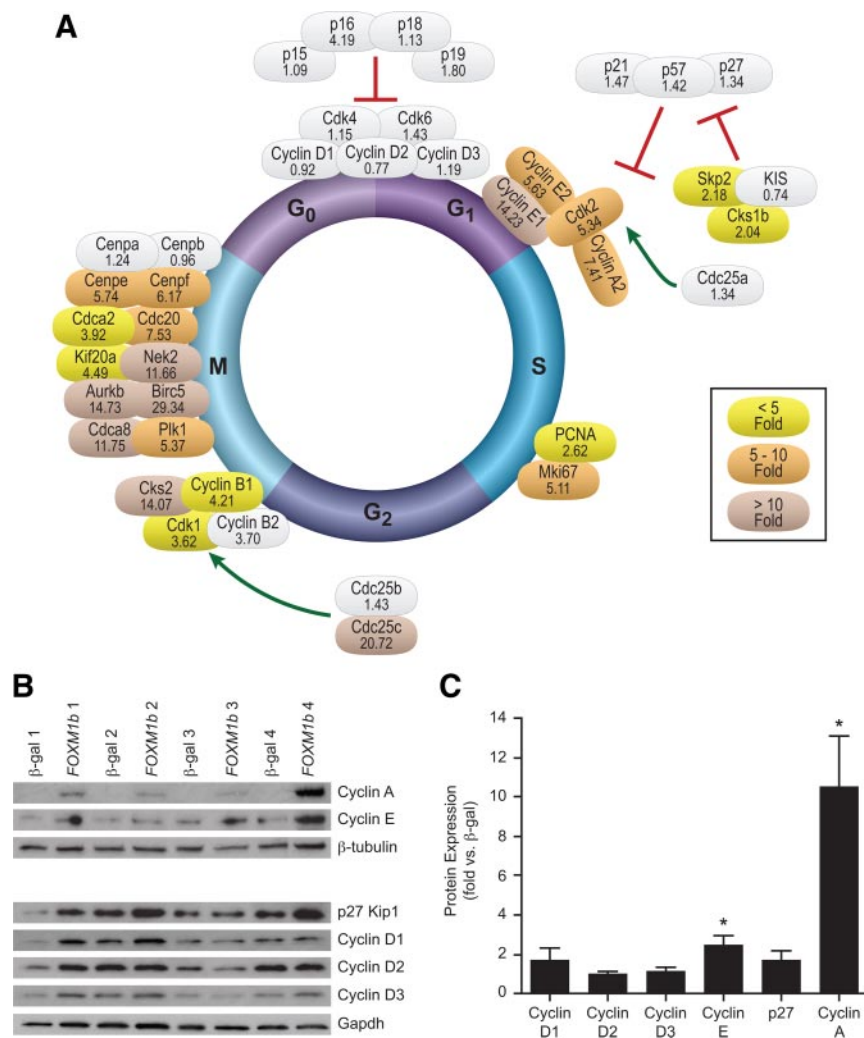 A
p16
4.19
p18
1.13
p15
1.09
p19
1.80
Cdk4
1.15
Cdk6
1.43
Cyclin D1
0.92
Cyclin D2
0.77
Cyclin D3
1.19
p21
1.47
p57
1.42
p27
1.34
Skp2
2.18
KIS
0.74
Cks1b
2.04
Cdc25a
1.34
Cyclin E2
5.63
Cyclin E1
14.23
Cdk2
5.34
Cyclin A2
7.41
G0
G1
S
G2
M
Cenpa
1.24
Cenpb
0.96
Cenpe
5.74
Cenpf
6.17
Cdca2
3.92
Cdc20
7.53
Kif20a
4.49
Nek2
11.66
Aurkb
14.73
Birc5
29.34
Cdca8
11.75
Plk1
5.37
Cks2
14.07
Cyclin B1
4.21
Cdk1
3.62
Cyclin B2
3.70
PCNA
2.62
Mki67
5.11
Cdc25b
1.43
Cdc25c
20.72
< 5
Fold
5 - 10
Fold
> 10
Fold
B
β-gal 1
FOXM1b 1
β-gal 2
FOXM1b 2
β-gal 3
FOXM1b 3
β-gal 4
FOXM1b 4
Cyclin A
Cyclin E
β-tubulin
p27 Kip1
Cyclin D1
Cyclin D2
Cyclin D3
Gapdh
C
Protein Expression
(fold vs. β-gal)
14
12
10
8
6
4
2
0
*
*
Cyclin
D1
Cyclin
D2
Cyclin
D3
Cyclin
E
p27
Cyclin
A